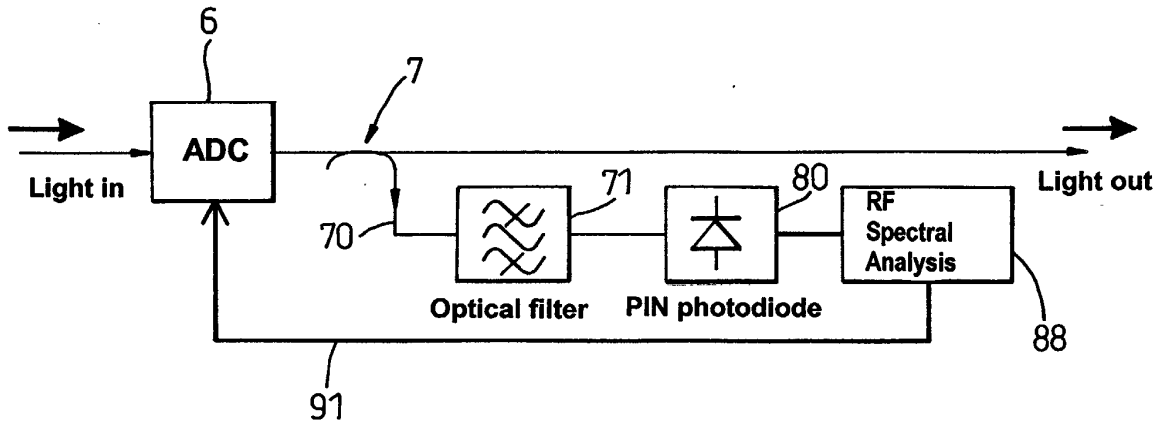 6
7
ADC
Light in
Light out
70
71
80
RF
Spectral
Analysis
Optical filter
PIN photodiode
88
91